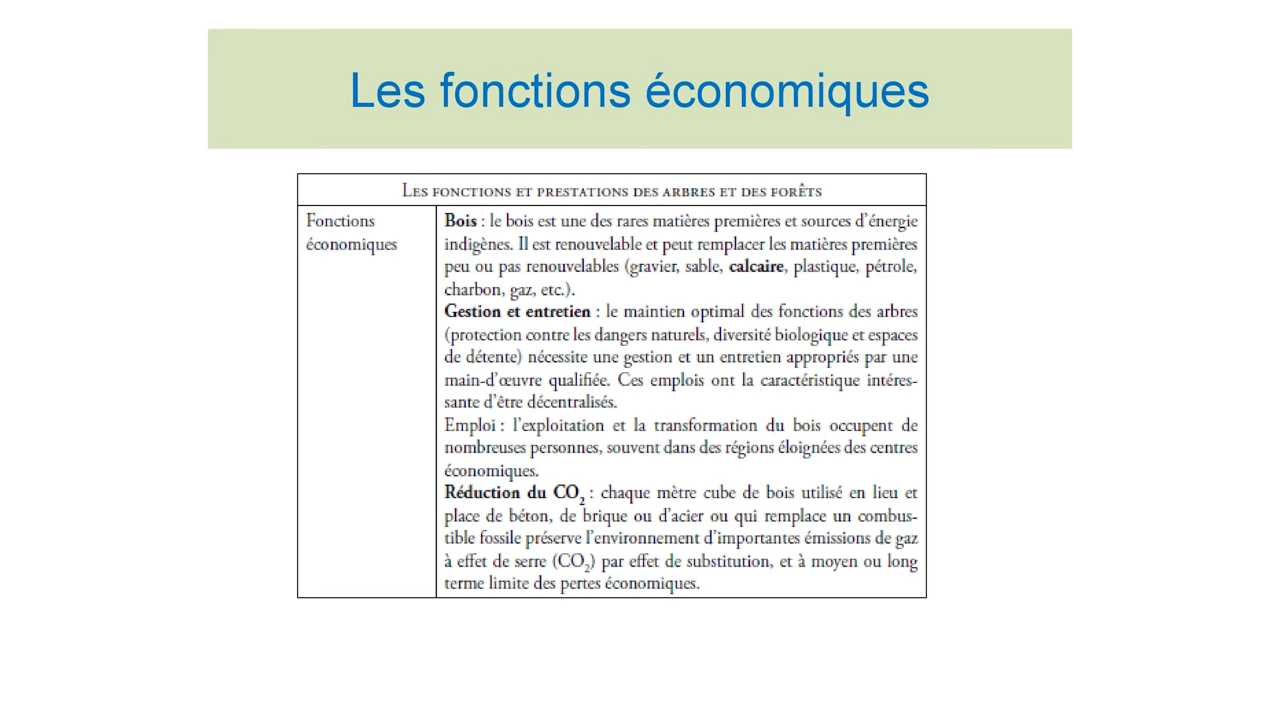 Les fonctions économiques
Les fonctions et prestations des arbres et des forêts
Fonctions
économiques
Bois : le bois est une des rares matières premières et sources d'énergie
indigènes. Il est renouvelable et peut remplacer les matières premières
peu ou pas renouvelables (gravier, sable, calcaire, plastique, pétrole,
charbon, gaz, etc.).
Gestion et entretien : le maintien optimal des fonctions des arbres
(protection contre les dangers naturels, diversité biologique et espaces
de détente) nécessite une gestion et un entretien appropriés par une
main-d'œuvre qualifiée. Ces emplois ont la caractéristique intéres-
sante d'être décentralisés.
Emploi : l'exploitation et la transformation du bois occupent de
nombreuses personnes, souvent dans des régions éloignées des centres
économiques.
Réduction du CO₂ : chaque mètre cube de bois utilisé en lieu et
place de béton, de brique ou d'acier ou qui remplace un combus-
tible fossile préserve l'environnement d'importantes émissions de gaz
à effet de serre (CO₂) par effet de substitution, et à moyen ou long
terme limite des pertes économiques.